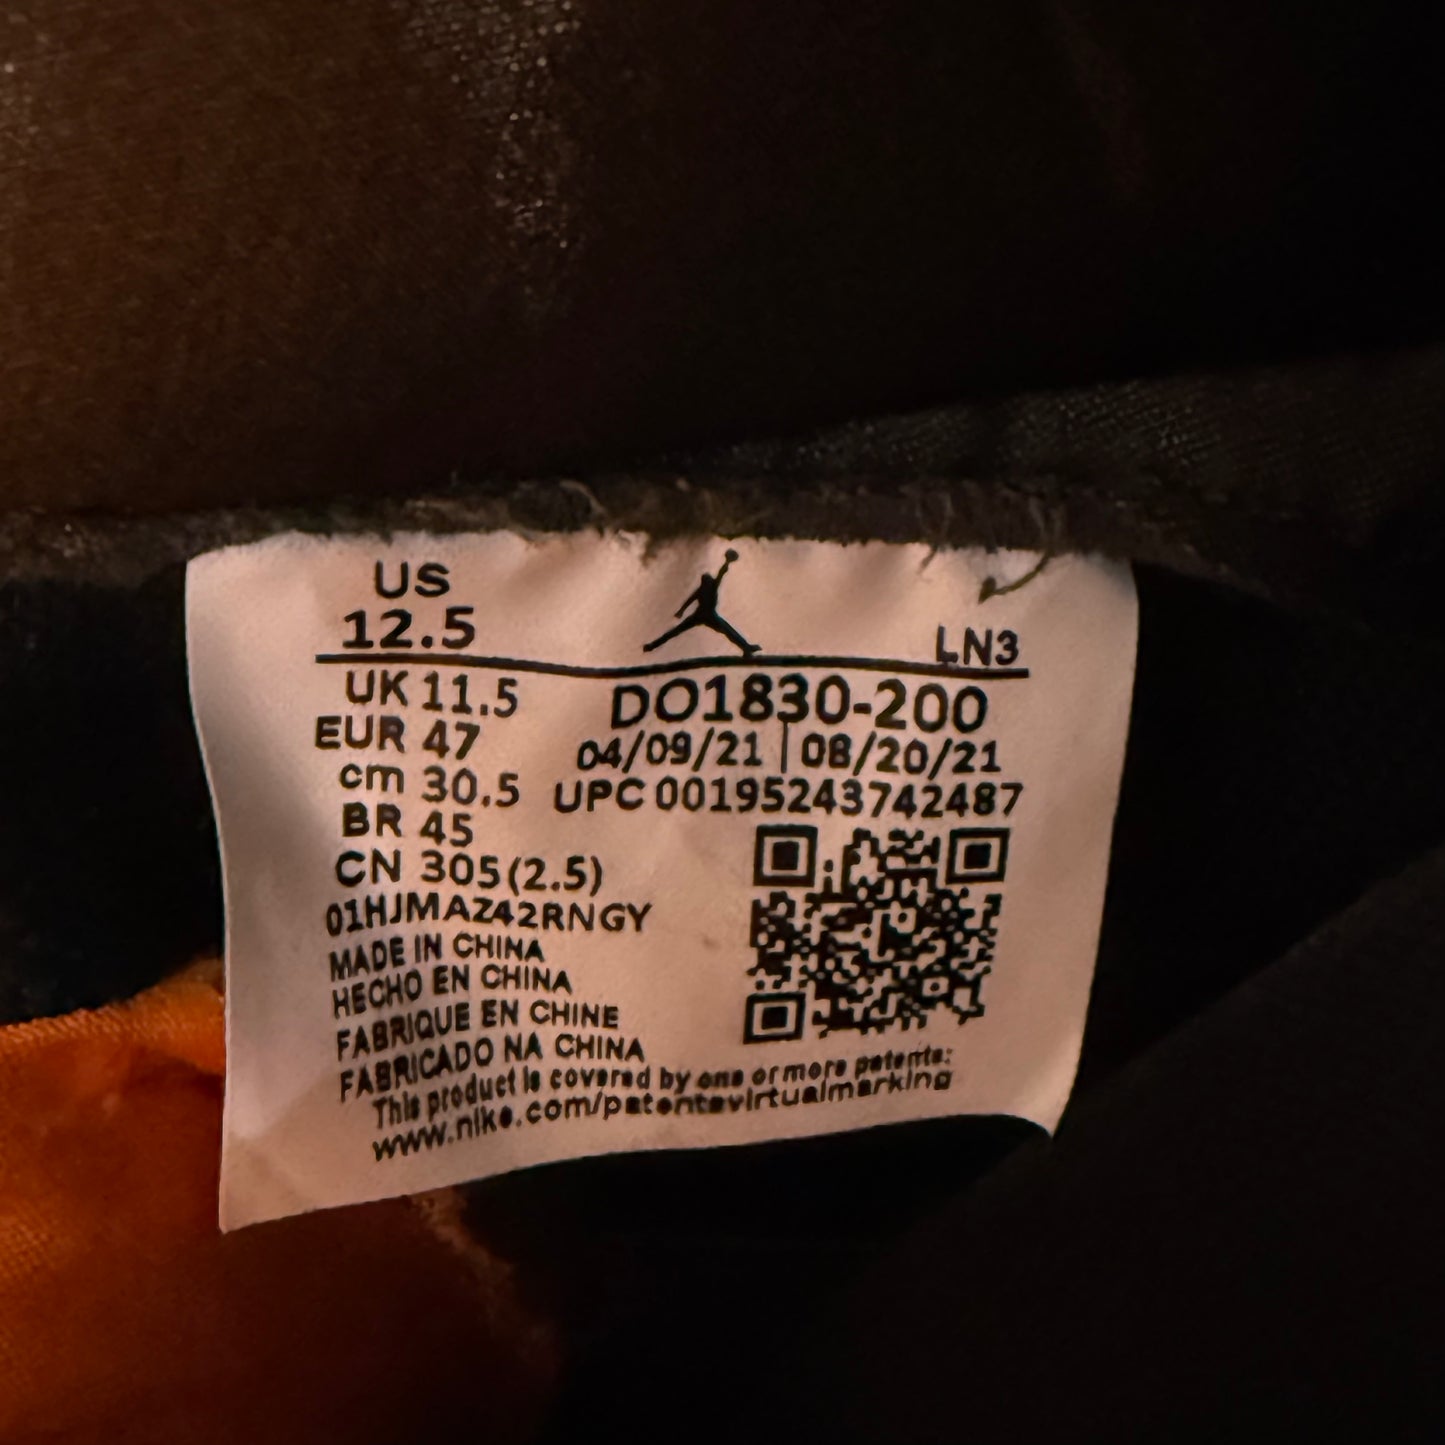 US
12.5
LN3
UK 11.5
DO1830-200
EUR 47
04/09/21 | 08/20/21
cm 30.5
UPC 00195243742487
BR 45
CN 305(2.5)
01HJMAZ42RNGY
MADE IN CHINA
HECHO EN CHINA
FABRIQUE EN CHINE
FABRICADO NA CHINA
This product is covered by one or more patents:
www.nike.com/patentsvirtualmarking